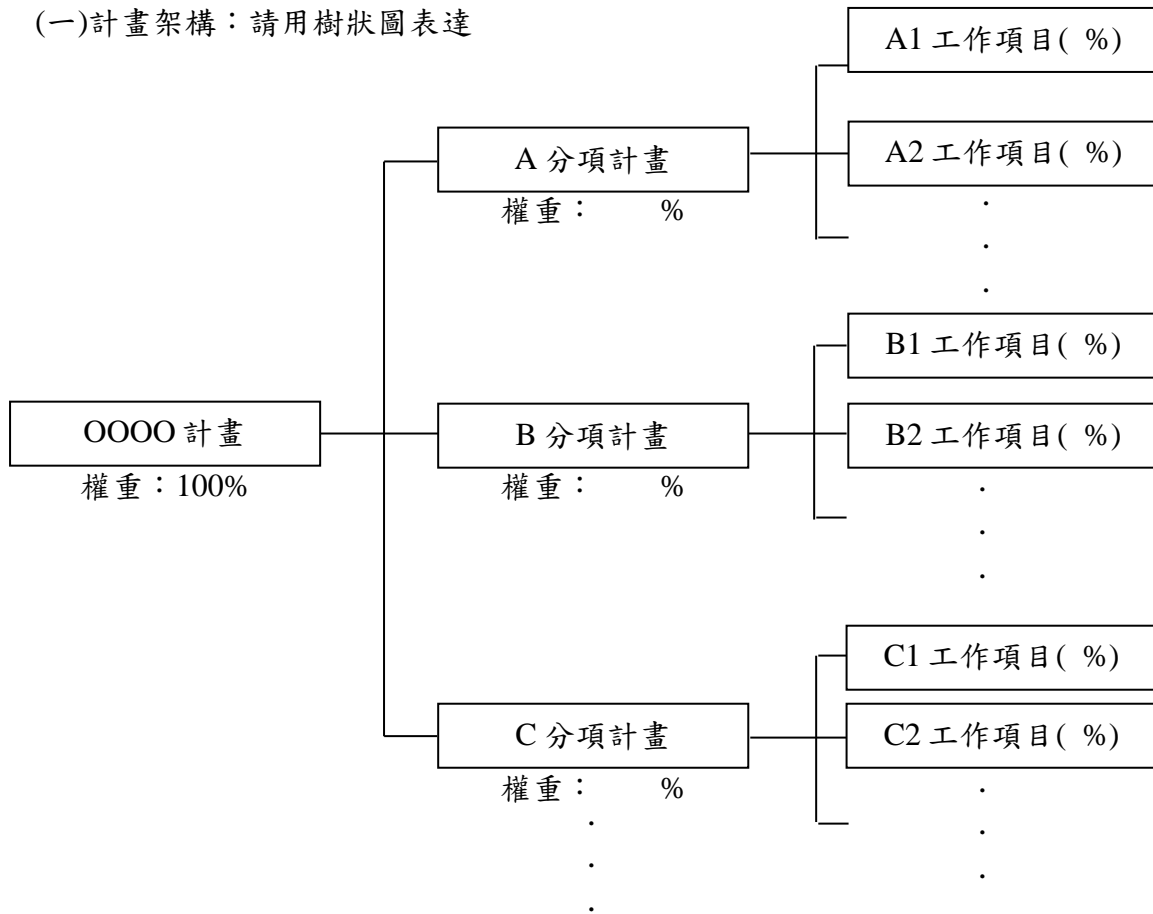 (一)計畫架構：請用樹狀圖表達
A1 工作項目( %)
A 分項計畫
權重： %
A2 工作項目( %)
.
.
.
B1 工作項目( %)
OOOO 計畫
權重：100%
B 分項計畫
權重： %
B2 工作項目( %)
.
.
.
C1 工作項目( %)
C 分項計畫
權重： %
C2 工作項目( %)
.
.
.
.
.
.